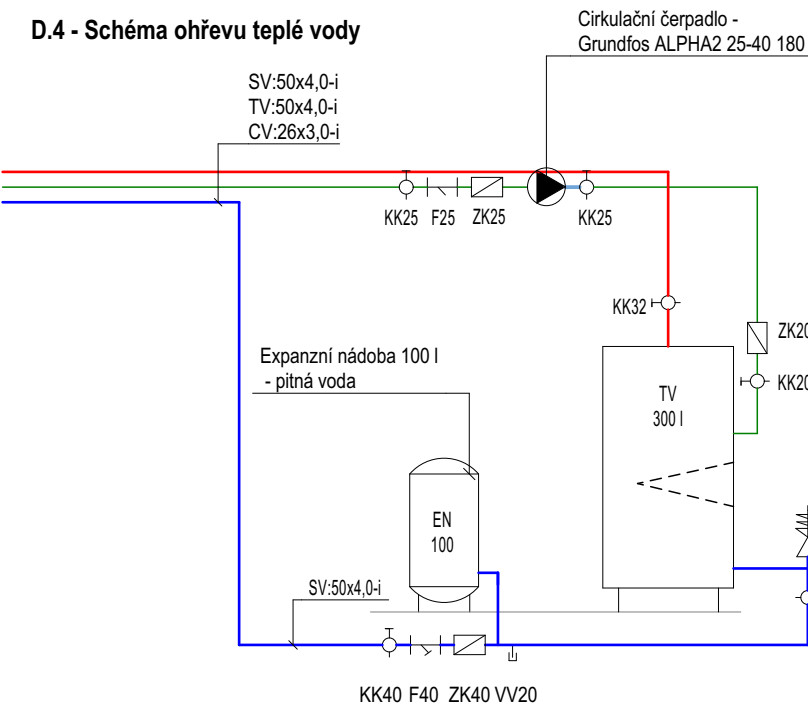 D.4 - Schéma ohřevu teplé vody
Cirkulační čerpadlo -
Grundfos ALPHA2 25-40 180
SV:50x4,0-i
TV:50x4,0-i
CV:26x3,0-i
KK25 F25 ZK25 KK25
KK32
ZK20
KK20
Expanzní nádoba 100 l
- pitná voda
TV
300 l
EN
100
SV:50x4,0-i
KK40 F40 ZK40 VV20